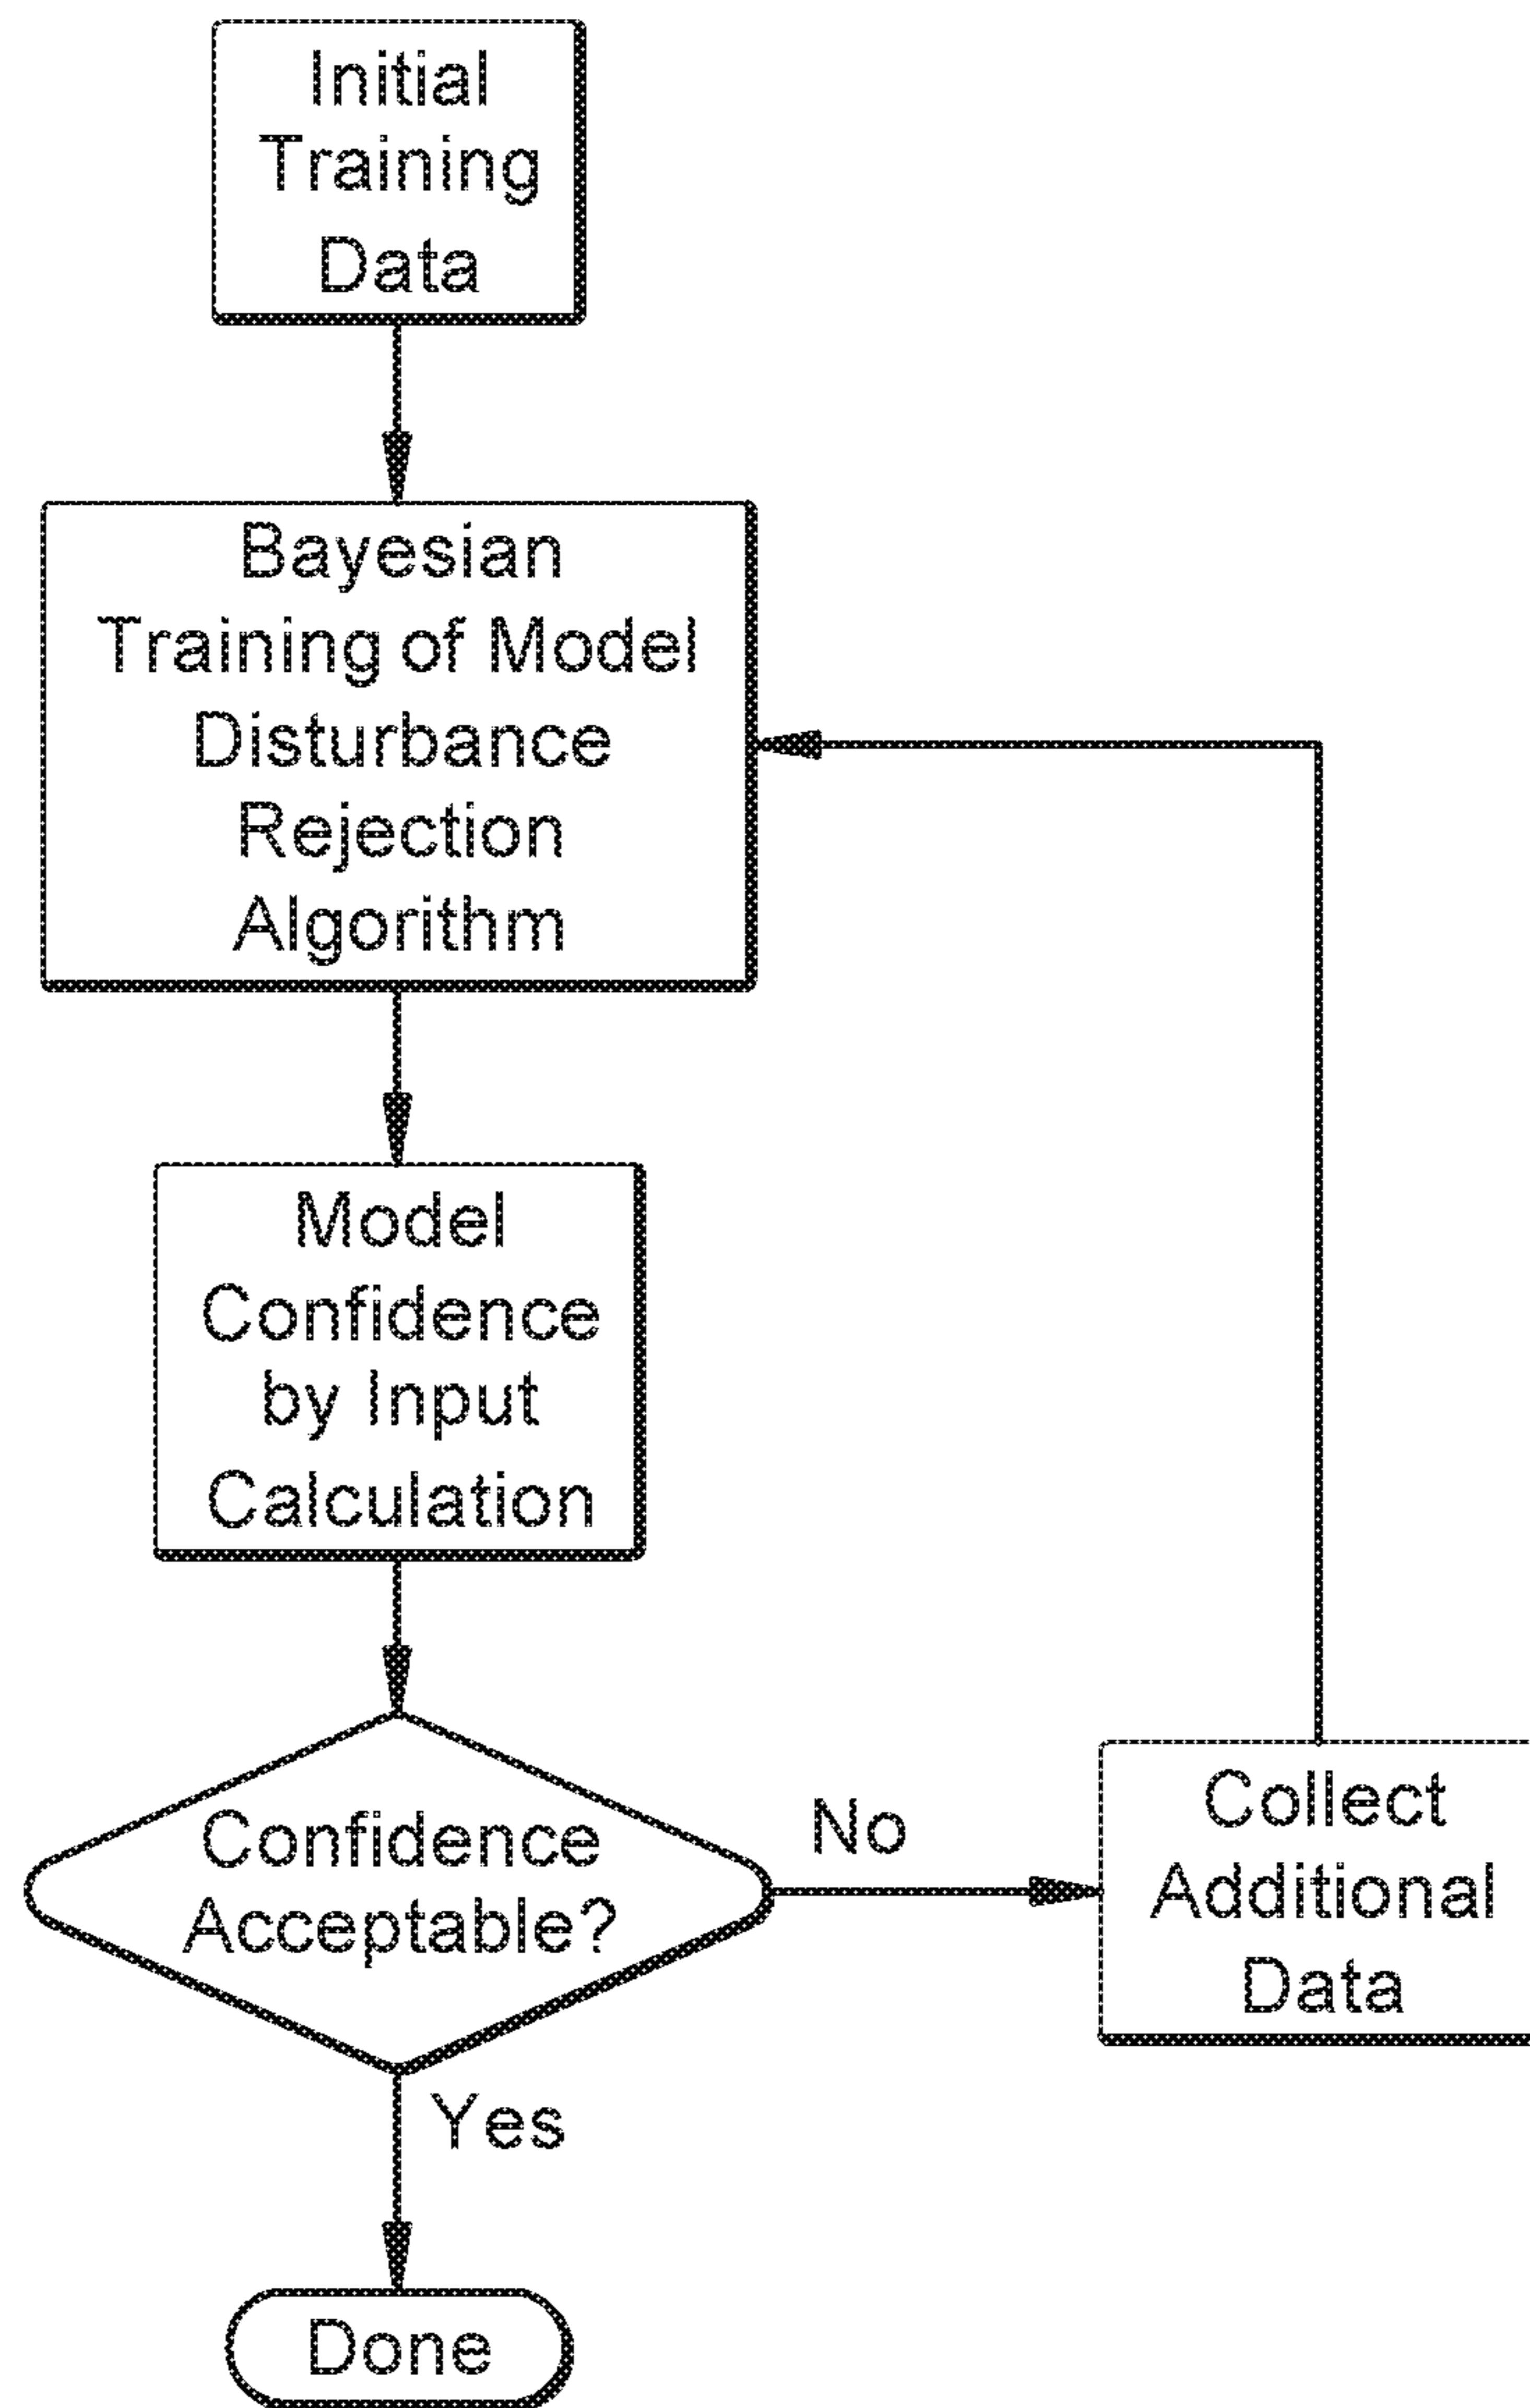 Initial
Training
Data
Bayesian
Training of Model
Disturbance
Rejection
Algorithm
Model
Confidence
by Input
Calculation
Confidence
Acceptable?
No
Collect
Additional
Data
Yes
Done